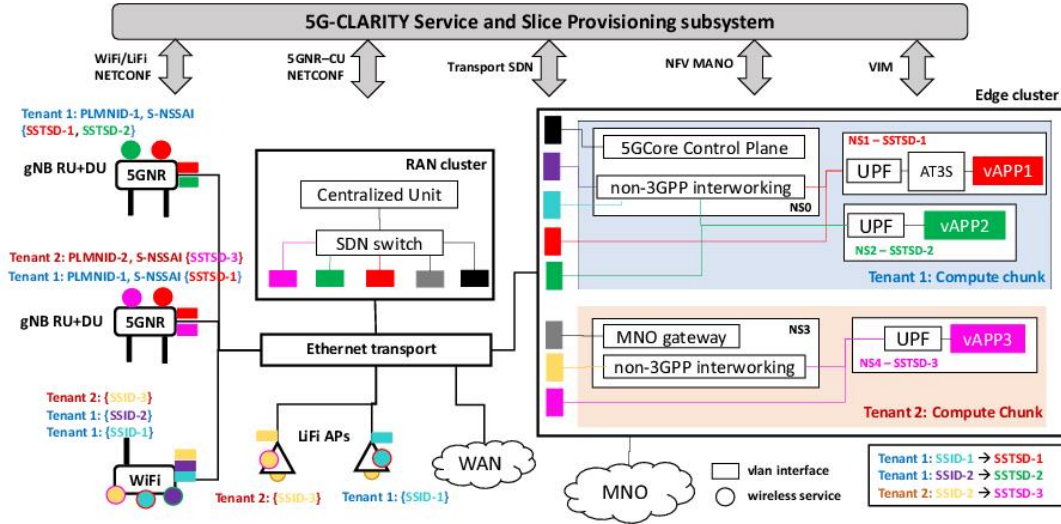 5G-CLARITY Service and Slice Provisioning subsystem
WiFi/LiFi
NETCONF
5GNR–CU
NETCONF
Transport SDN
NFV MANO
VIM
Tenant 1: PLMNID-1, S-NSSAI
{SSTSD-1, SSTSD-2}
gNB RU+DU
5GNR
Tenant 2: PLMNID-2, S-NSSAI {SSTSD-3}
Tenant 1: PLMNID-1, S-NSSAI {SSTSD-1}
gNB RU+DU
5GNR
Tenant 2: {SSID-3}
Tenant 1: {SSID-2}
Tenant 1: {SSID-1}
WiFi
RAN cluster
Centralized Unit
SDN switch
Ethernet transport
LiFi APs
Tenant 2: {SSID-3}
Tenant 1: {SSID-1}
WAN
MNO
Edge cluster
5GCore Control Plane
non-3GPP interworking
NS0
NS1 – SSTSD-1
UPF
AT3S
vAPP1
UPF
vAPP2
NS2 – SSTSD-2
Tenant 1: Compute chunk
MNO gateway
NS3
non-3GPP interworking
UPF
vAPP3
NS4 – SSTSD-3
Tenant 2: Compute Chunk
vlan interface
wireless service
Tenant 1: SSID-1 → SSTSD-1
Tenant 1: SSID-2 → SSTSD-2
Tenant 2: SSID-2 → SSTSD-3